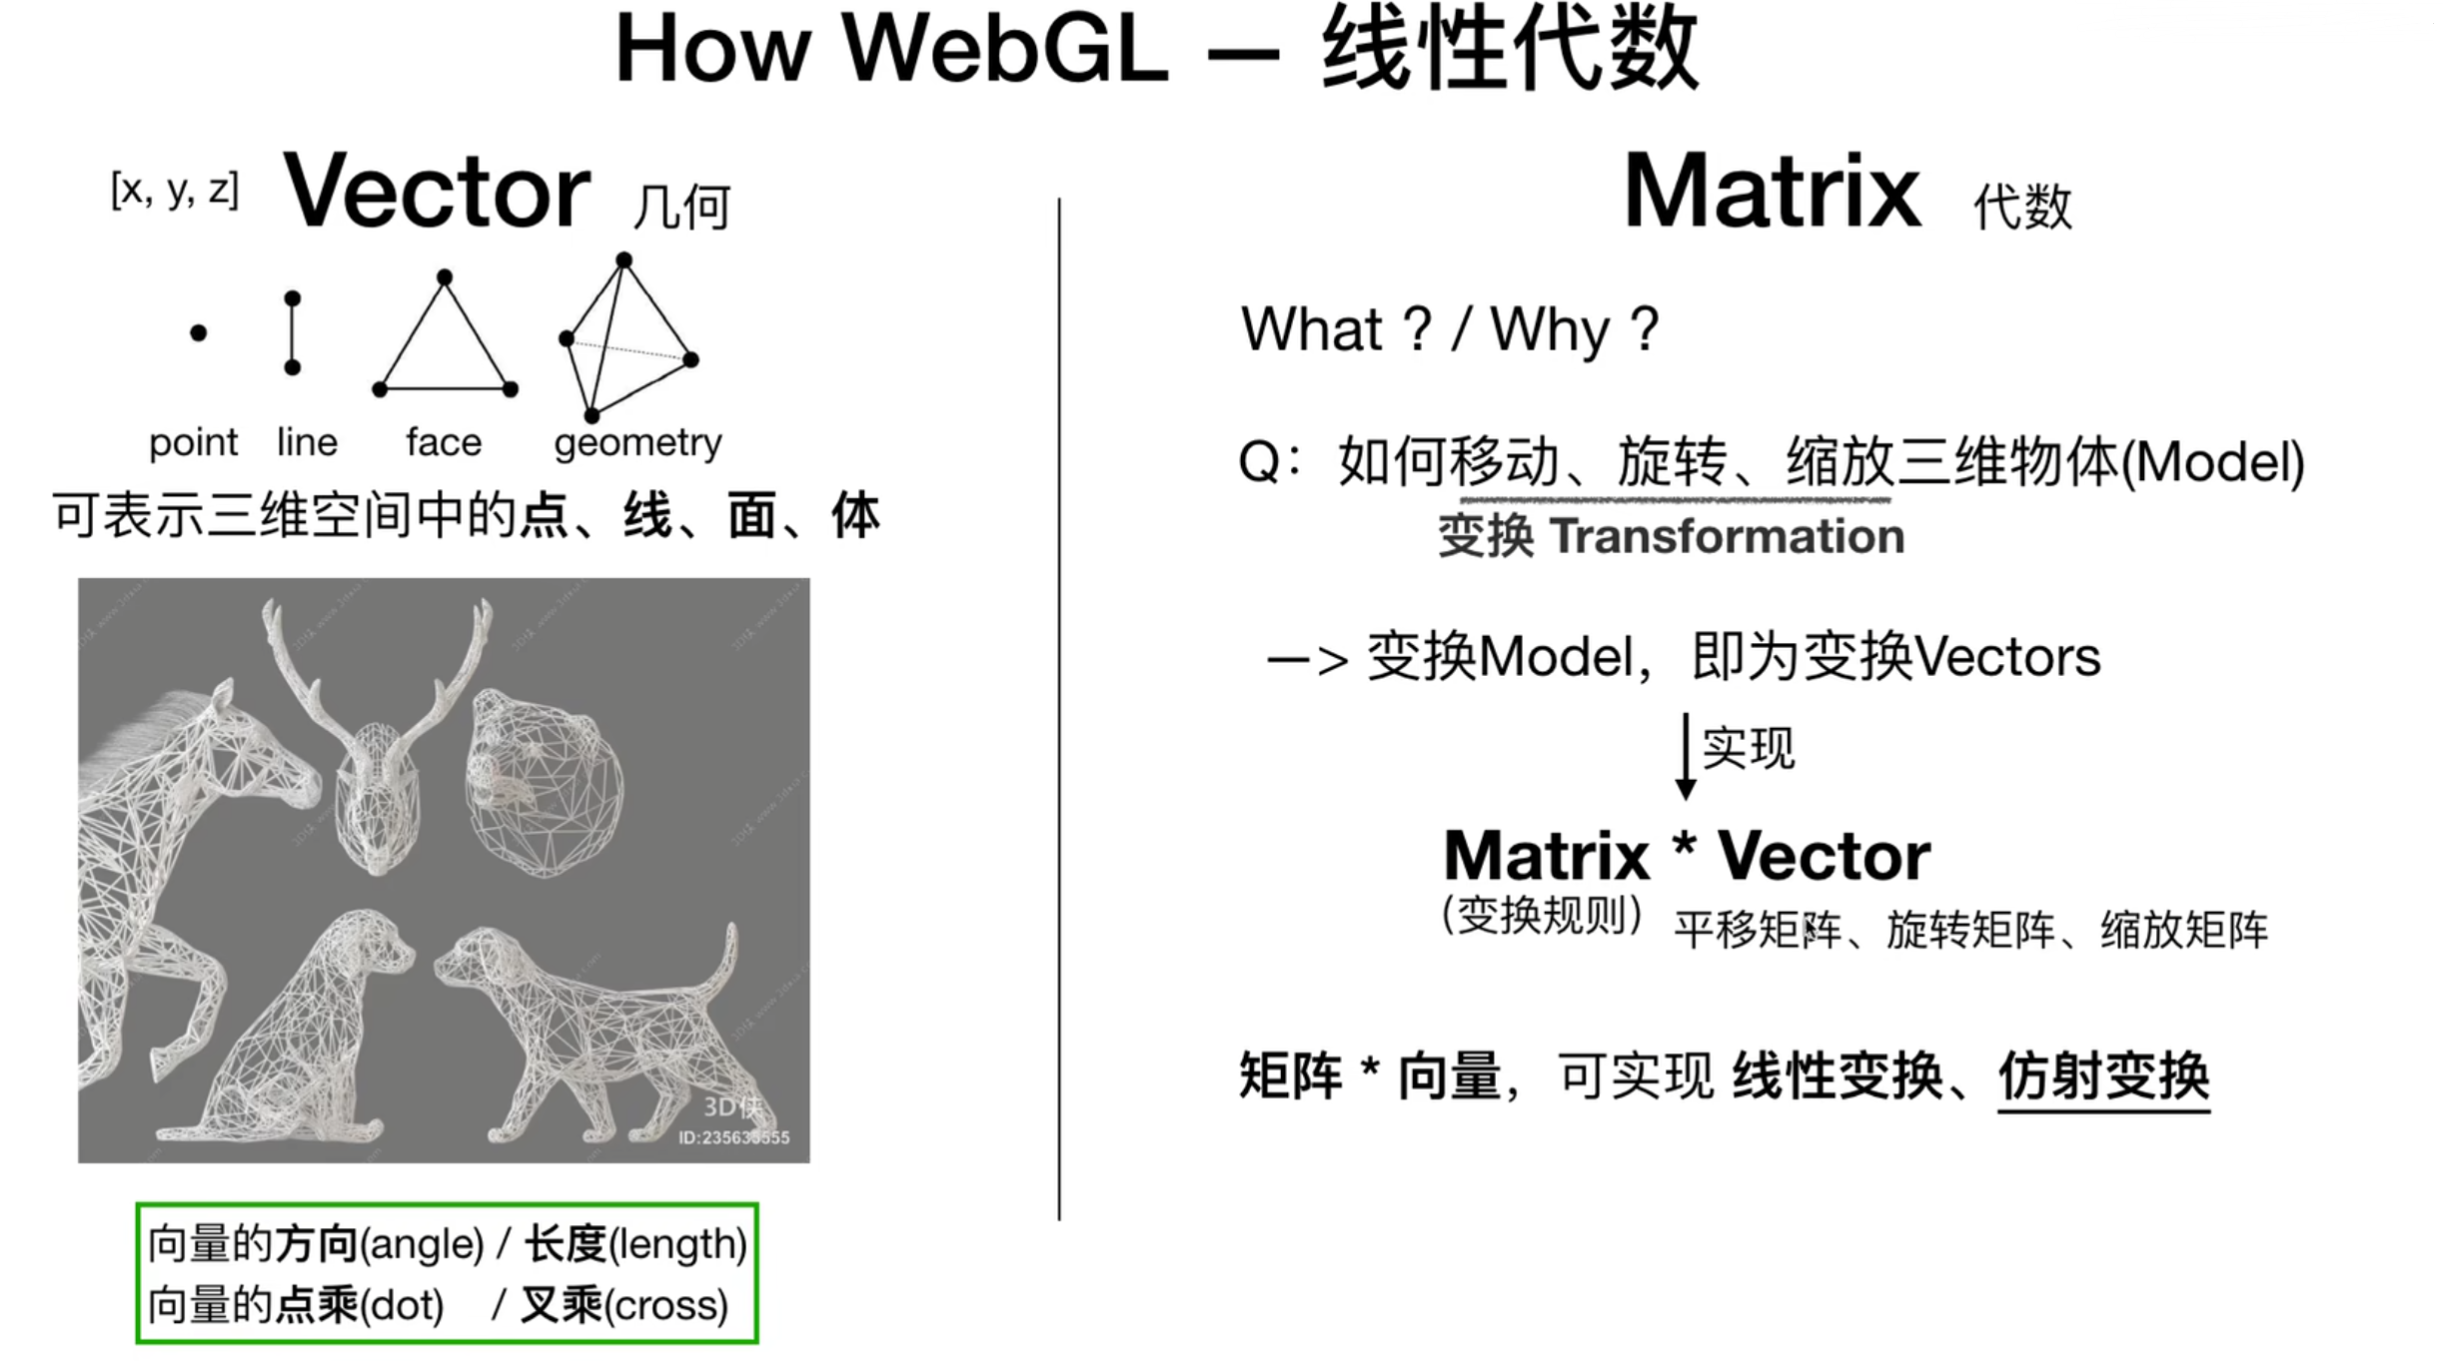 How WebGL — 线性代数
[x, y, z] Vector 几何
point line face geometry
可表示三维空间中的点、线、面、体
3D侠
向量的方向(angle) / 长度(length)
向量的点乘(dot) / 叉乘(cross)
Matrix 代数
What ? / Why ?
Q：如何移动、旋转、缩放三维物体(Model)
变换 Transformation
—> 变换Model，即为变换Vectors
实现
Matrix * Vector
(变换规则) 平移矩阵、旋转矩阵、缩放矩阵
矩阵 * 向量，可实现 线性变换、仿射变换